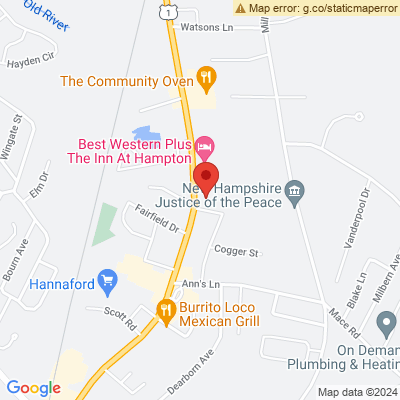 Old River
1
Watsons Ln
Mill
Map error: g.co/staticmaperror
Hayden Cir
The Community Oven
Wingate St
Best Western Plus
The Inn At Hampton
Elm Dr
New Hampshire
Justice of the Peace
Vanderpool Dr
Fairfield Dr
Bourn Ave
Cogger St
Hannaford
Ann's Ln
Blake Ln
Milbern Ave
Burrito Loco
Mexican Grill
Scott Rd
Mace Rd
On Deman
Plumbing & Heatin
Dearborn Ave
Google
Map data ©2024